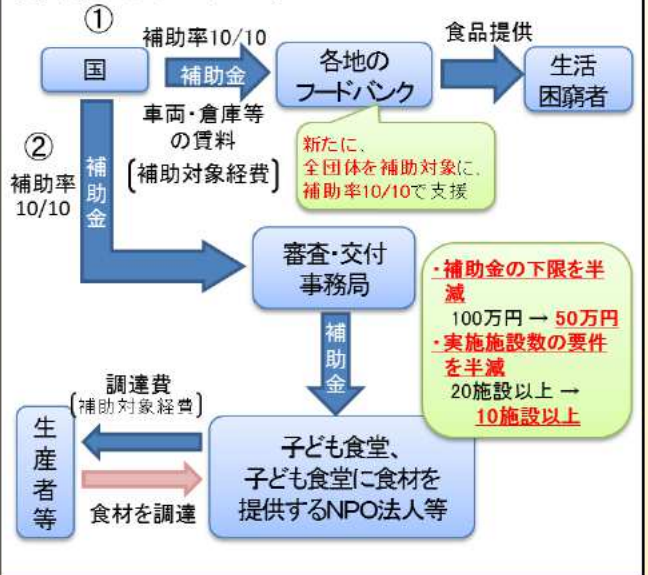 ①
国
補助率10/10
補助金
車両・倉庫等
の賃料
(補助対象経費)
各地の
フードバンク
食品提供
生活
困窮者
新たに、
全団体を補助対象に、
補助率10/10で支援
②
補助率
10/10
補助金
審査・交付
事務局
・補助金の下限を半
減
100万円 → 50万円
・実施施設数の要件
を半減
20施設以上 →
10施設以上
補助金
調達費
(補助対象経費)
生産者等
食材を調達
子ども食堂、
子ども食堂に食材を
提供するNPO法人等